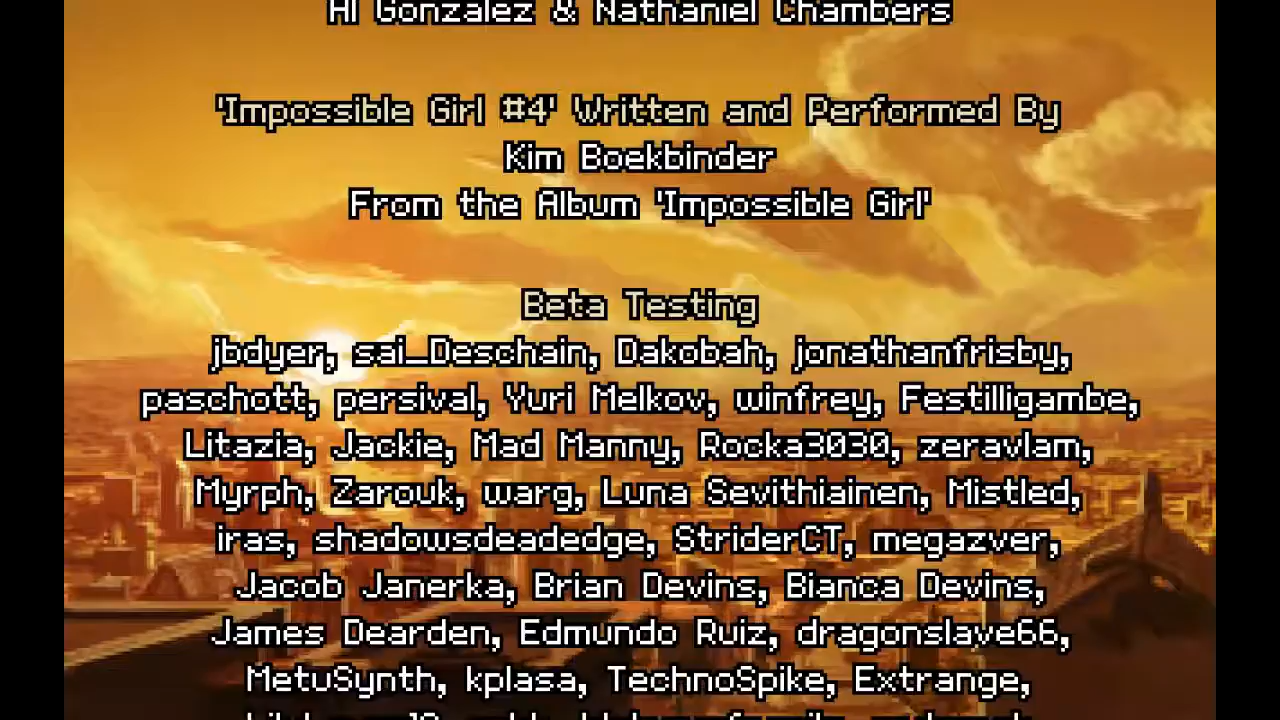 Al Gonzalez & Nathaniel Chambers
'Impossible Girl #4' Written and Performed By
Kim Boekbinder
From the Album 'Impossible Girl'
Beta Testing
jbdyer, sai_Deschain, Dakobah, jonathanfrisby,
paschott, persival, Yuri Melkov, winfrey, Festilligambe,
Litazia, Jackie, Mad Manny, Rocka3030, zeravlam,
Myrph, Zarouk, warg, Luna Sevithiainen, Mistled,
iras, shadowsdeadedge, StriderCT, megazver,
Jacob Janerka, Brian Devins, Bianca Devins,
James Dearden, Edmundo Ruiz, dragonslave66,
MetuSynth, kplasa, TechnoSpike, Extrange,